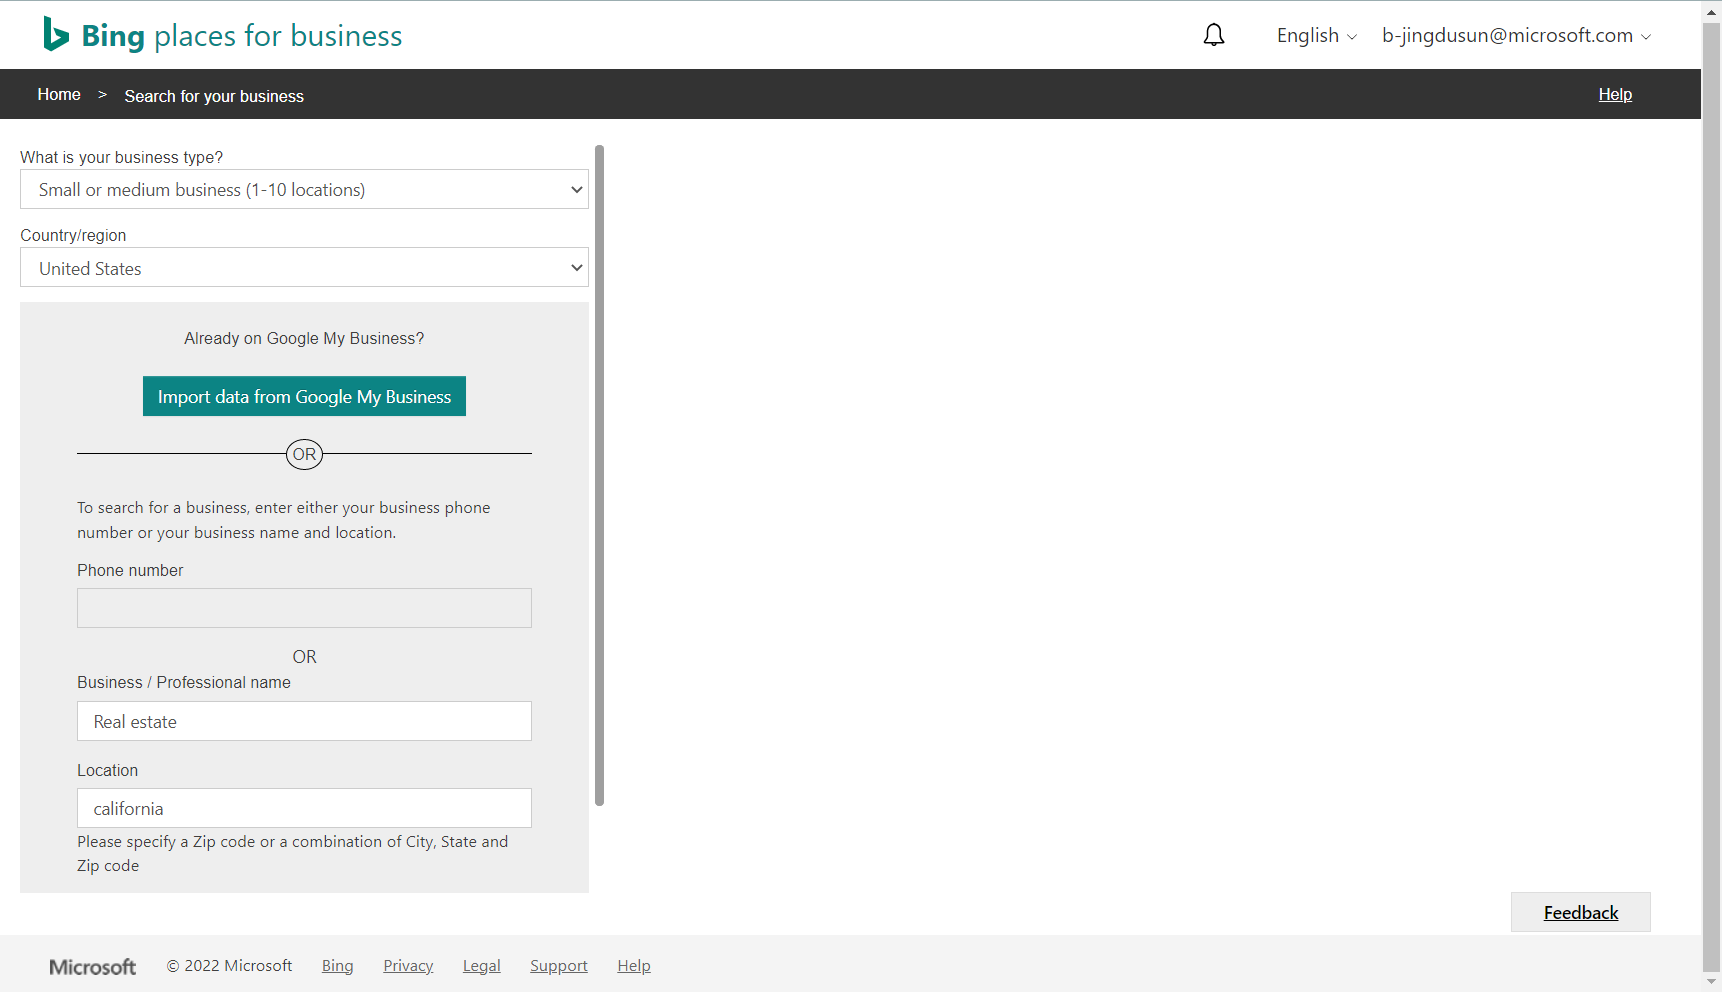 Bing places for business
English
b-jingdusun@microsoft.com
Home > Search for your business
Help
What is your business type?
Small or medium business (1-10 locations)
Country/region
United States
Already on Google My Business?
Import data from Google My Business
OR
To search for a business, enter either your business phone
number or your business name and location.
Phone number
OR
Business / Professional name
Real estate
Location
california
Please specify a Zip code or a combination of City, State and
Zip code
Feedback
Microsoft © 2022 Microsoft Bing Privacy Legal Support Help